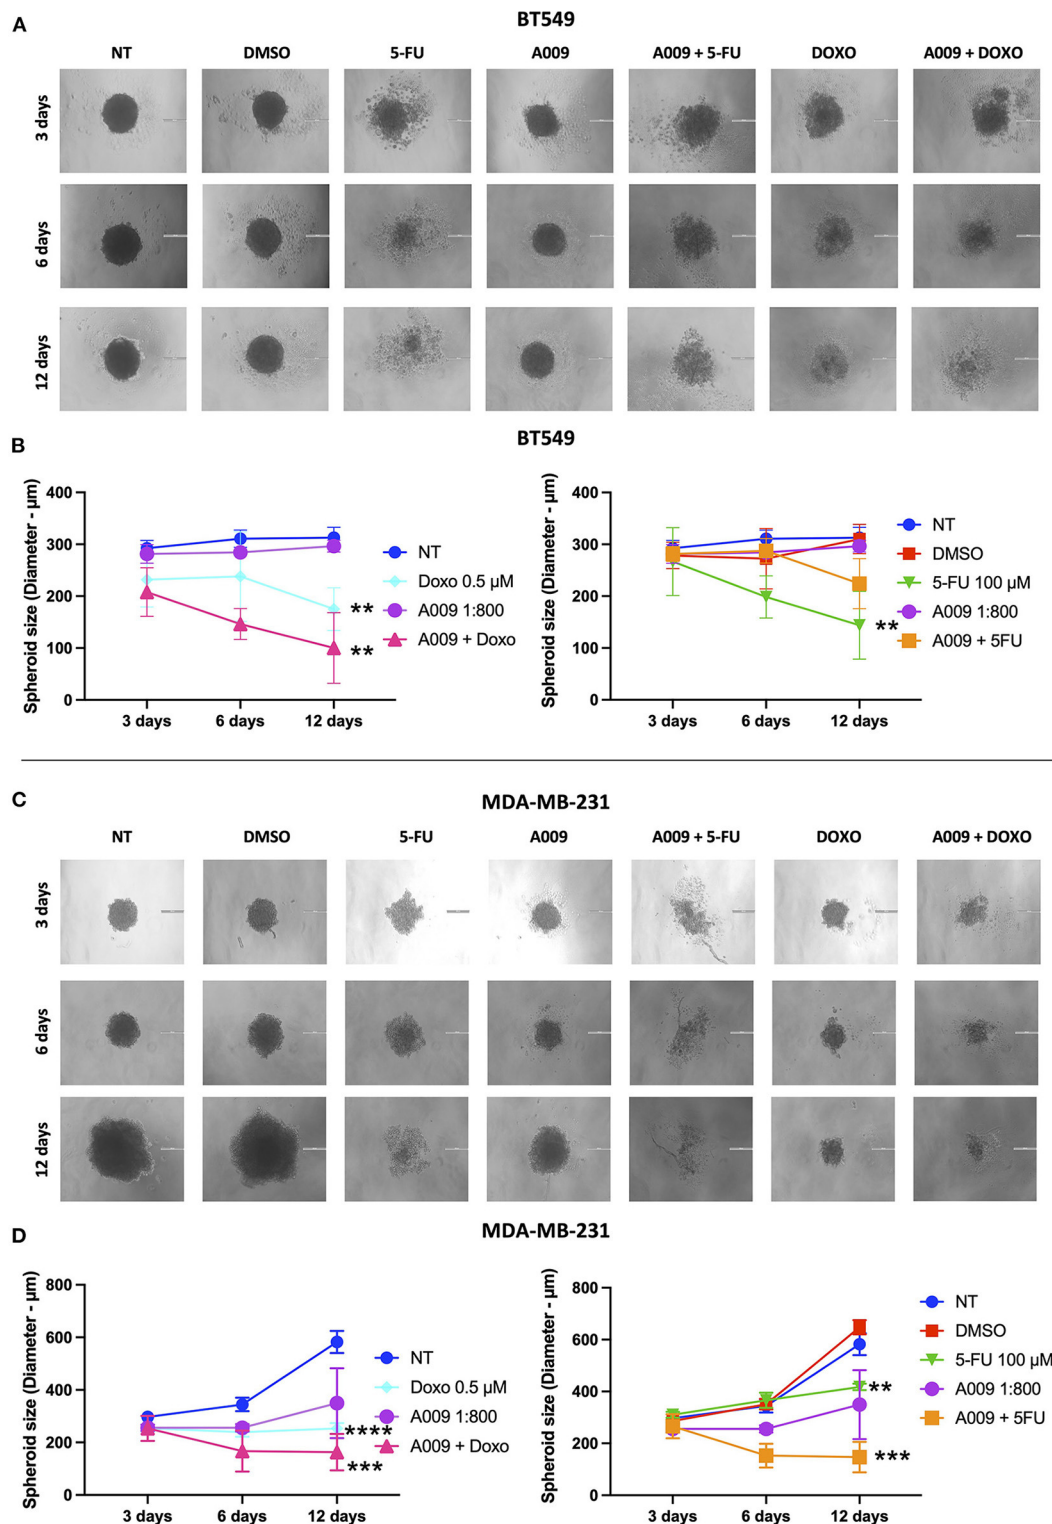 A
BT549
NT DMSO 5-FU A009 A009 + 5-FU DOXO A009 + DOXO
3 days
6 days
12 days
B
BT549
Spheroid size (Diameter - µm)
400
300
200
100
0
3 days 6 days 12 days
**
**
NT
Doxo 0.5 µM
A009 1:800
A009 + Doxo
Spheroid size (Diameter - µm)
400
300
200
100
0
3 days 6 days 12 days
**
NT
DMSO
5-FU 100 µM
A009 1:800
A009 + 5FU
C
MDA-MB-231
NT DMSO 5-FU A009 A009 + 5-FU DOXO A009 + DOXO
3 days
6 days
12 days
D
MDA-MB-231
Spheroid size (Diameter - µm)
800
600
400
200
0
3 days 6 days 12 days
****
***
NT
Doxo 0.5 µM
A009 1:800
A009 + Doxo
Spheroid size (Diameter - µm)
800
600
400
200
0
3 days 6 days 12 days
**
***
NT
DMSO
5-FU 100 µM
A009 1:800
A009 + 5FU